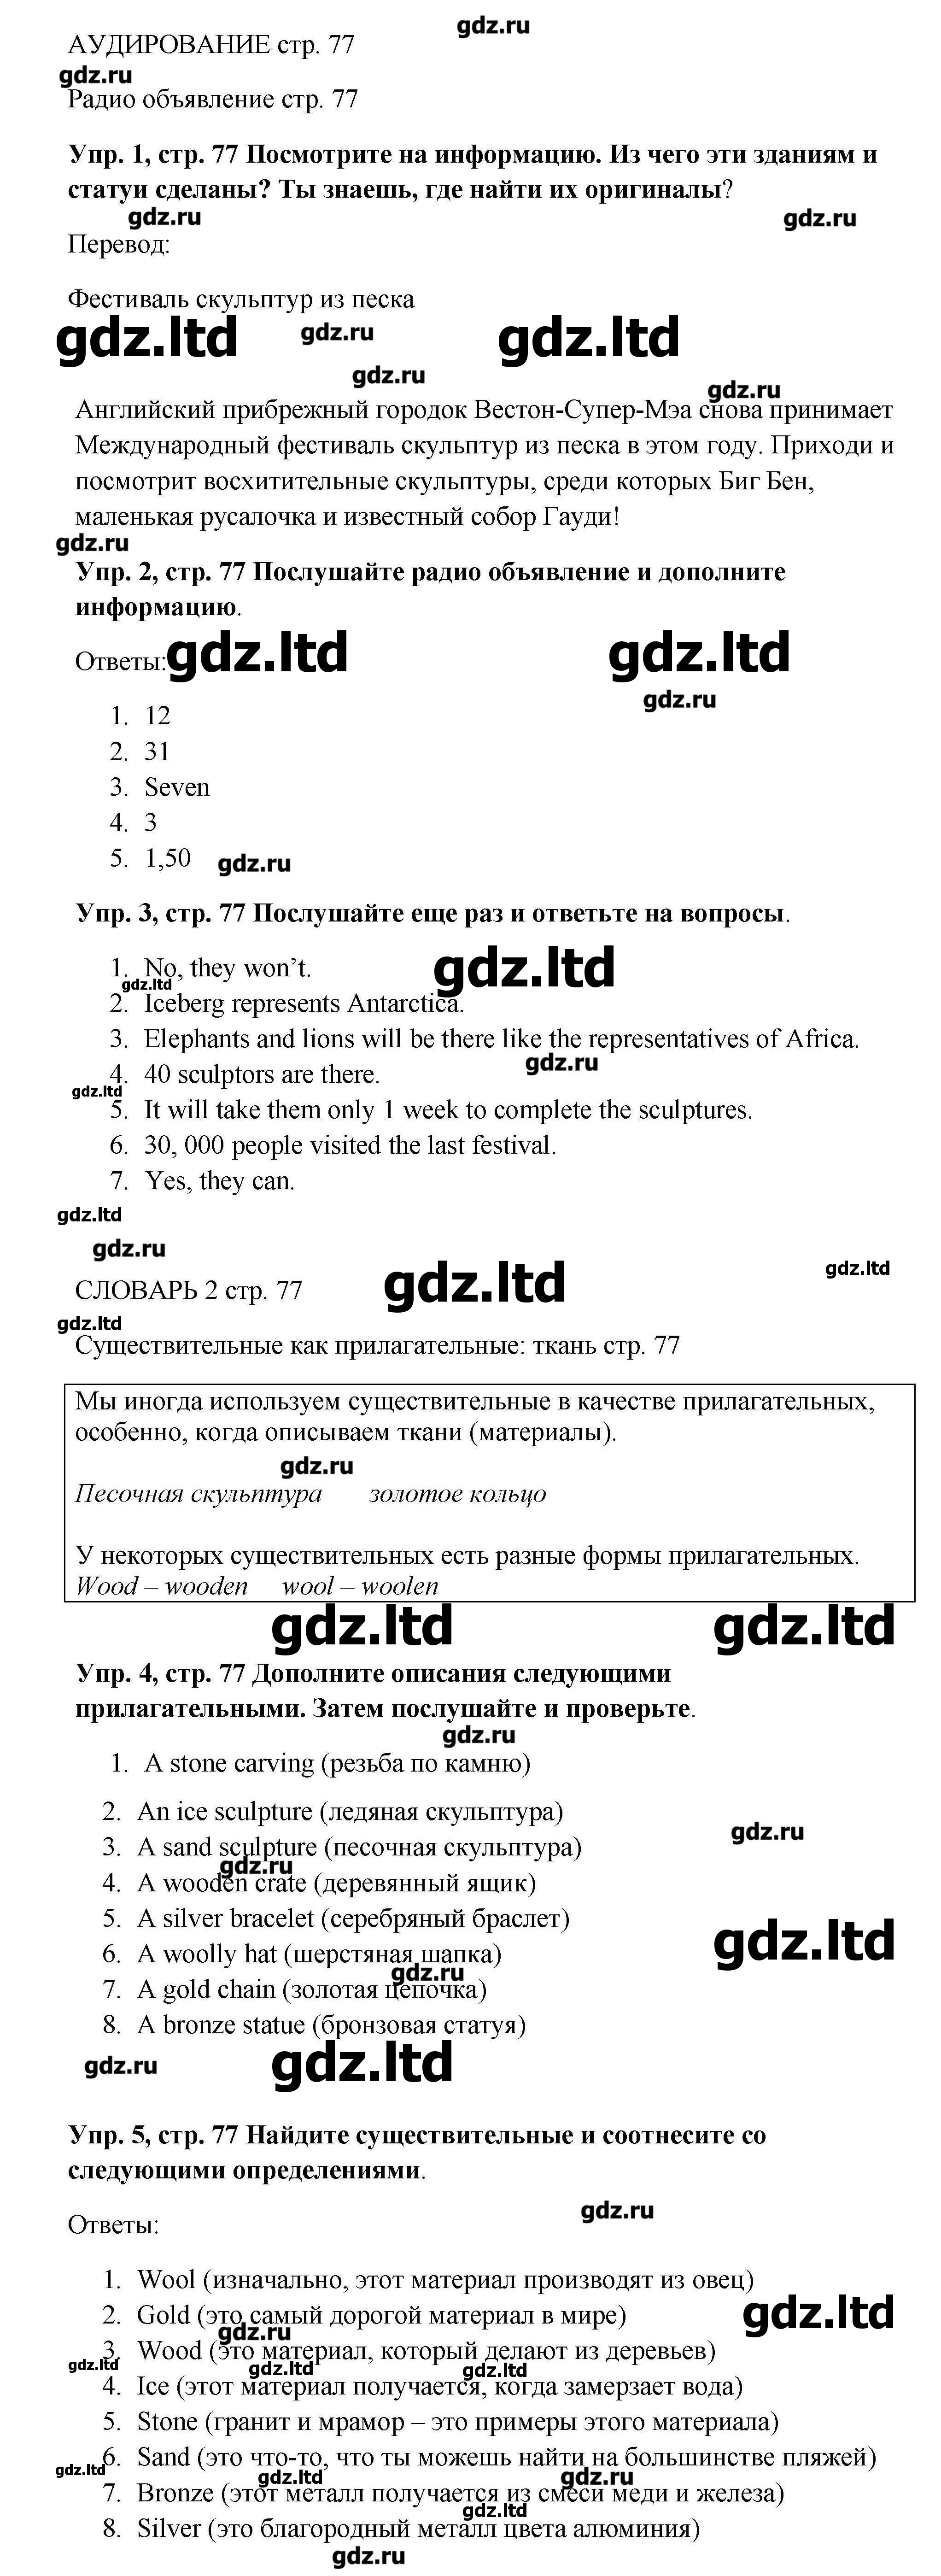 gdz.ru
АУДИРОВАНИЕ стр. 77
gdz.ru
Радио объявление стр. 77
Упр. 1, стр. 77 Посмотрите на информацию. Из чего эти зданиям и
статуи сделаны? Ты знаешь, где найти их оригиналы?
gdz.ru gdz.ru
Перевод:
Фестиваль скульптур из песка
gdz.ltd gdz.ru gdz.ltd
gdz.ru
gdz.ru
Английский прибрежный городок Вестон-Супер-Мэа снова принимает
Международный фестиваль скульптур из песка в этом году. Приходи и
посмотрит восхитительные скульптуры, среди которых Биг Бен,
маленькая русалочка и известный собор Гауди!
gdz.ru
Упр. 2, стр. 77 Послушайте радио объявление и дополните
информацию.
Ответы: gdz.ltd gdz.ltd
gdz.ru
1. 12
2. 31
3. Seven
4. 3
5. 1,50 gdz.ru
Упр. 3, стр. 77 Послушайте еще раз и ответьте на вопросы.
1. No, they won’t. gdz.ltd
gdz.ltd
2. Iceberg represents Antarctica.
3. Elephants and lions will be there like the representatives of Africa.
gdz.ru
4. 40 sculptors are there.
gdz.ltd
5. It will take them only 1 week to complete the sculptures.
6. 30, 000 people visited the last festival.
7. Yes, they can.
gdz.ltd
gdz.ru
gdz.ltd gdz.ltd
СЛОВАРЬ 2 стр. 77
gdz.ltd
Существительные как прилагательные: ткань стр. 77
Мы иногда используем существительные в качестве прилагательных,
особенно, когда описываем ткани (материалы).
gdz.ru
Песочная скульптура золотое кольцо
У некоторых существительных есть разные формы прилагательных.
Wood – wooden wool – woolen
gdz.ltd gdz.ltd
Упр. 4, стр. 77 Дополните описания следующими
прилагательными. Затем послушайте и проверьте.
gdz.ru
1. A stone carving (резьба по камню)
2. An ice sculpture (ледяная скульптура)
gdz.ru
3. A sand sculpture (песочная скульптура)
gdz.ru
4. A wooden crate (деревянный ящик)
5. A silver bracelet (серебряный браслет)
gdz.ltd
6. A woolly hat (шерстяная шапка)
gdz.ru
7. A gold chain (золотая цепочка)
8. A bronze statue (бронзовая статуя)
gdz.ru gdz.ltd
Упр. 5, стр. 77 Найдите существительные и соотнесите со
следующими определениями.
gdz.ru
Ответы:
1. Wool (изначально, этот материал производят из овец)
2. Gold (это самый дорогой материал в мире) gdz.ltd
gdz.ru
3. Wood (это материал, который делают из деревьев)
gdz.ltd gdz.ltd gdz.ltd
4. Ice (этот материал получается, когда замерзает вода)
5. Stone (гранит и мрамор – это примеры этого материала)
6. Sand (это что-то, что ты можешь найти на большинстве пляжей)
gdz.ltd gdz.ltd gdz.ru
7. Bronze (этот металл получается из смеси меди и железа)
gdz.ltd
8. Silver (это благородный металл цвета алюминия)
gdz.ru